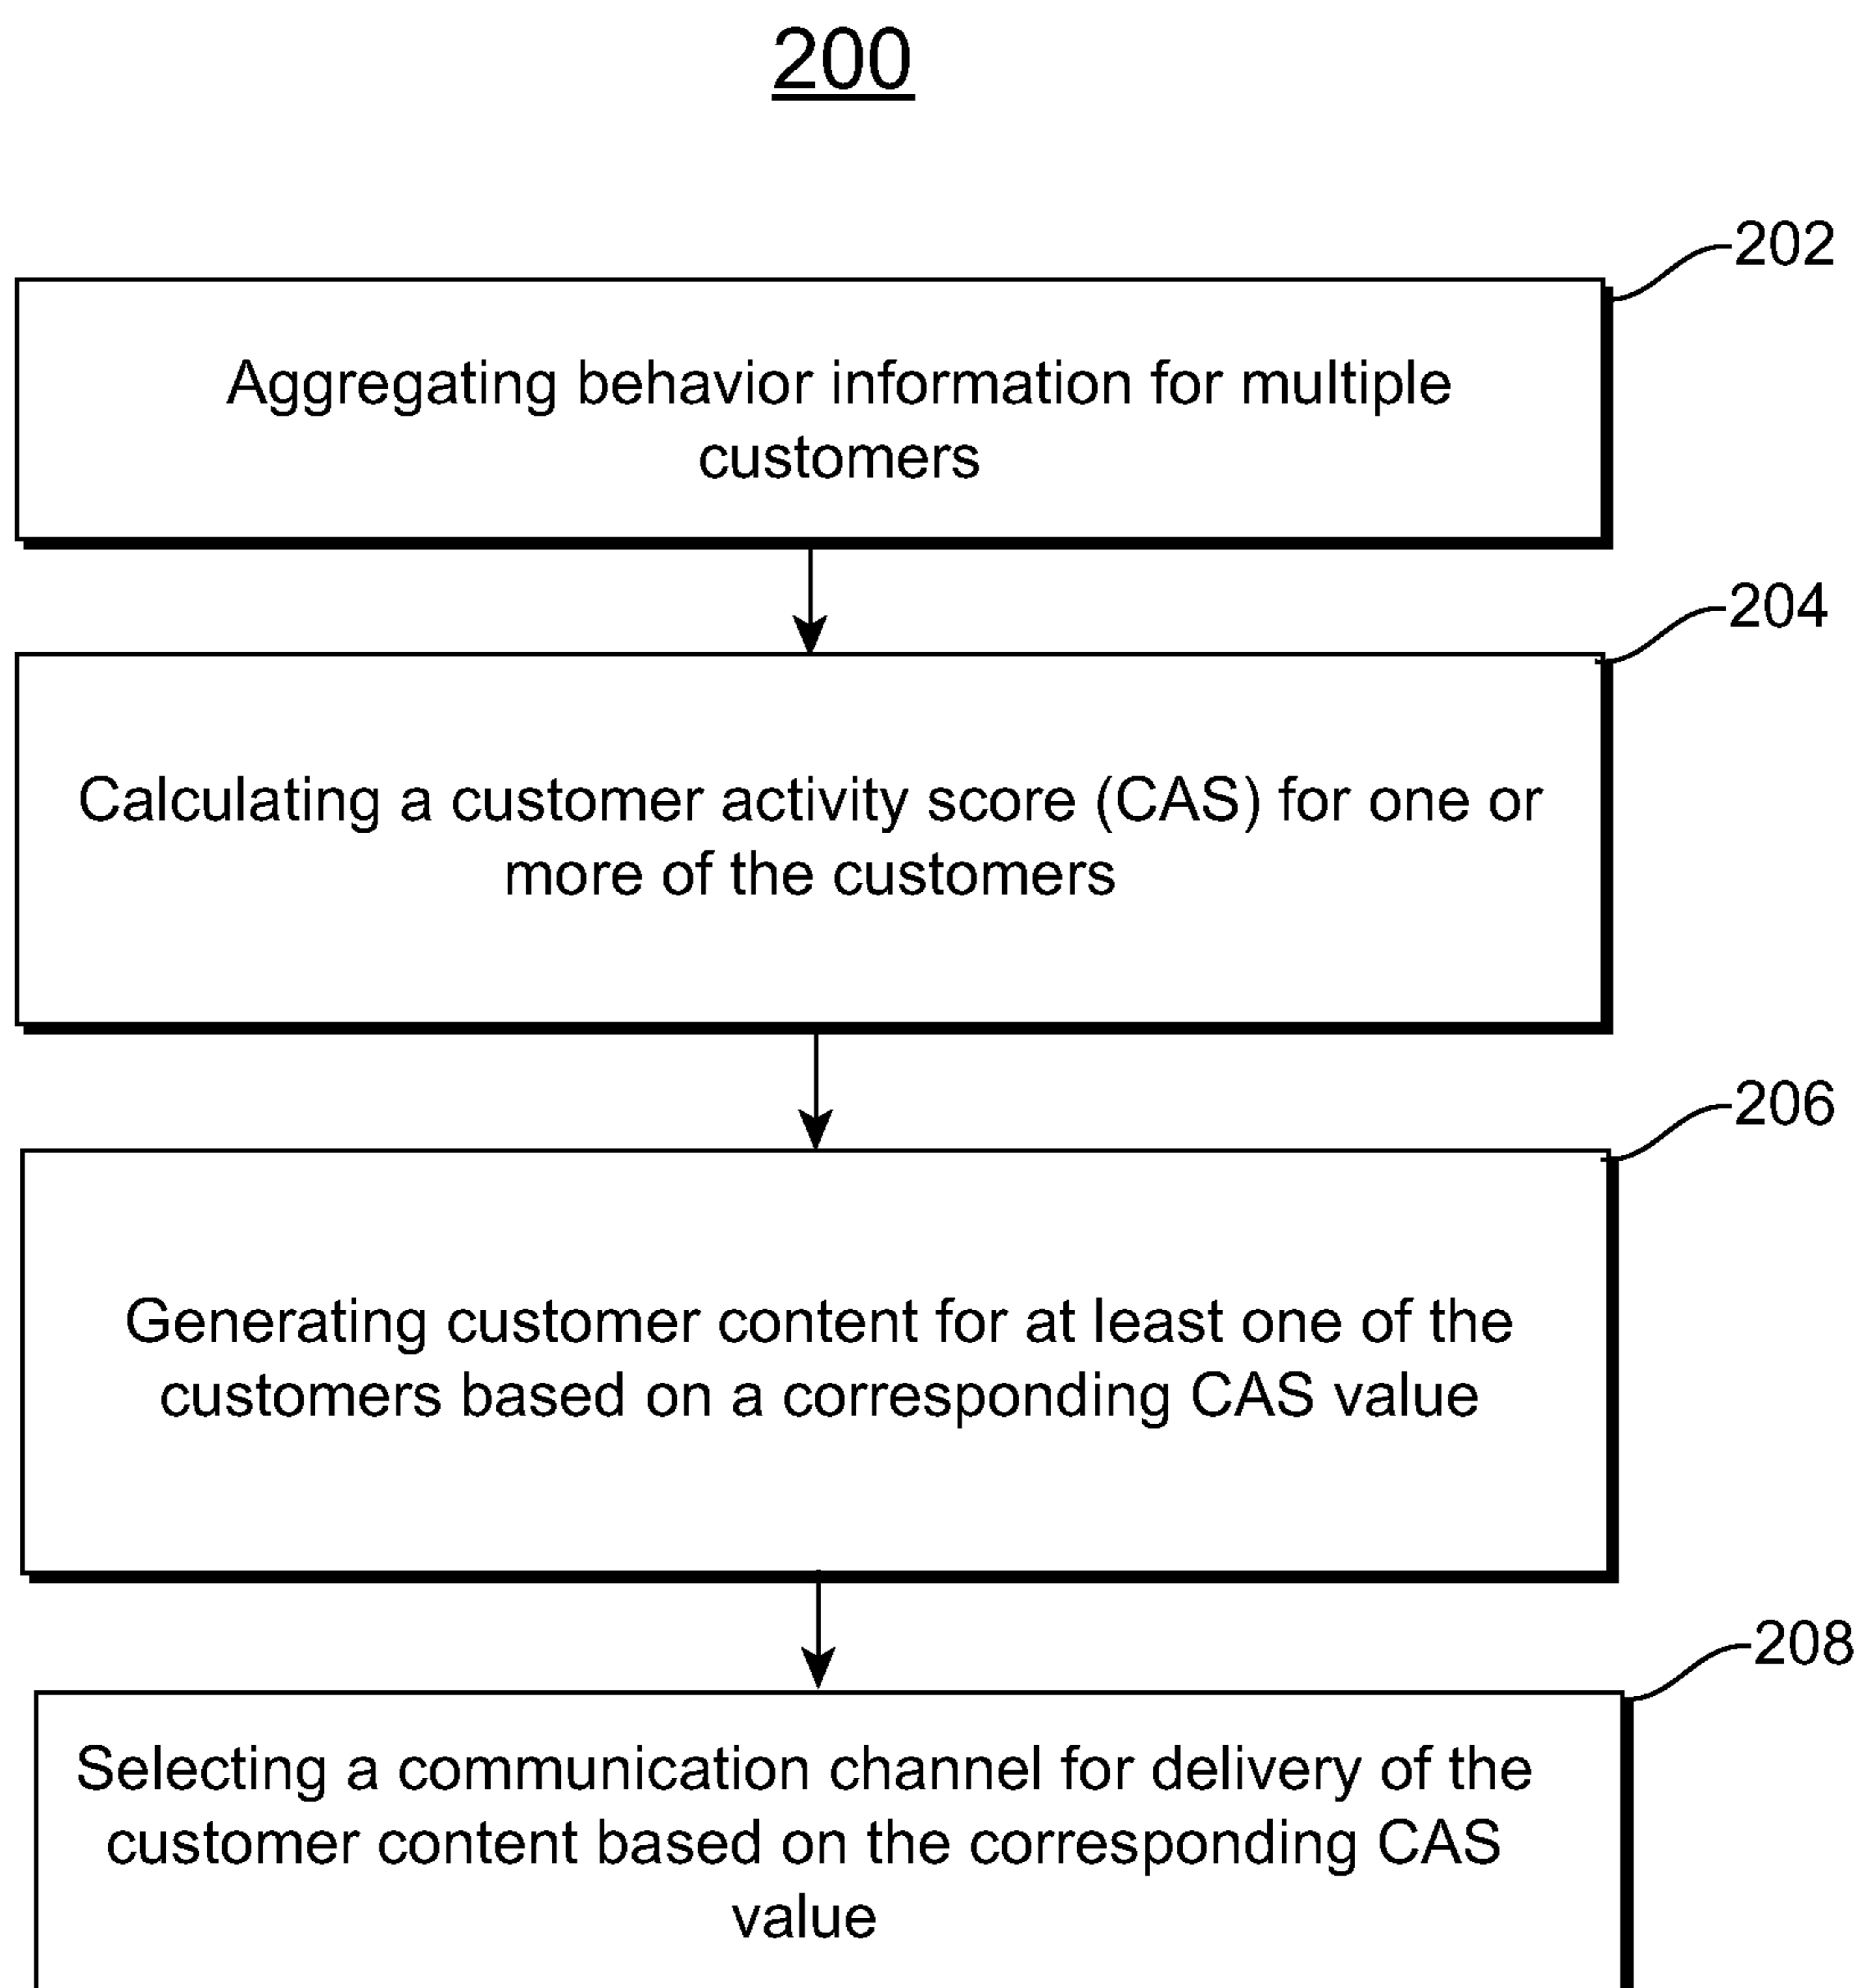 200
202
Aggregating behavior information for multiple
customers
204
Calculating a customer activity score (CAS) for one or
more of the customers
206
Generating customer content for at least one of the
customers based on a corresponding CAS value
208
Selecting a communication channel for delivery of the
customer content based on the corresponding CAS
value